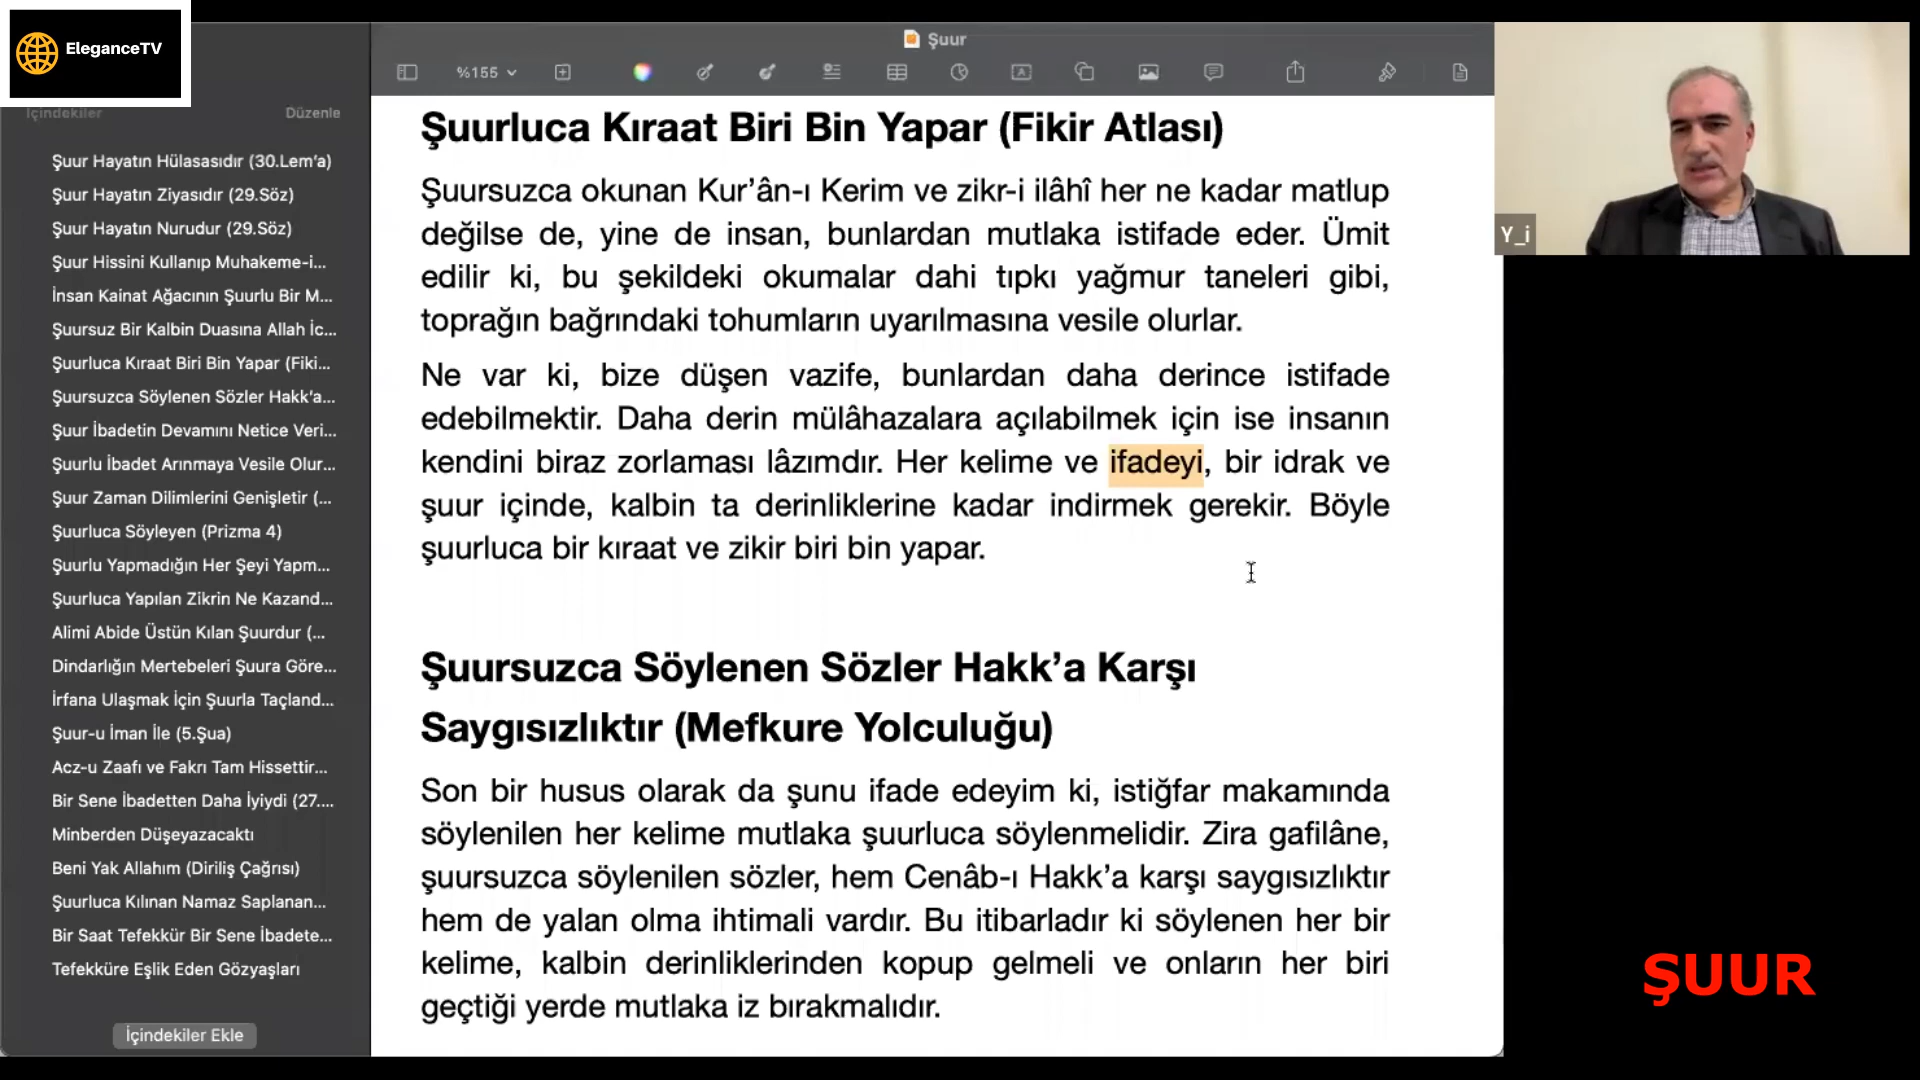 EleganceTV
Şuur
%155
İçindekiler
Düzenle
Şuur Hayatın Hülasasıdır (30.Lem'a)
Şuur Hayatın Ziyasıdır (29.Söz)
Şuur Hayatın Nurudur (29.Söz)
Şuur Hissini Kullanıp Muhakeme-i...
İnsan Kainat Ağacının Şuurlu Bir M...
Şuursuz Bir Kalbin Duasına Allah İc...
Şuurluca Kıraat Biri Bin Yapar (Fiki...
Şuursuzca Söylenen Sözler Hakk'a...
Şuur İbadetin Devamını Netice Veri...
Şuurlu İbadet Arınmaya Vesile Olur...
Şuur Zaman Dilimlerini Genişletir (...
Şuurluca Söyleyen (Prizma 4)
Şuurlu Yapmadığın Her Şeyi Yapm...
Şuurluca Yapılan Zikrin Ne Kazand...
Alimi Abide Üstün Kılan Şuurdur (...
Dindarlığın Mertebeleri Şuura Göre...
İrfana Ulaşmak İçin Şuurla Taçland...
Şuur-u İman İle (5.Şua)
Acz-u Zaafı ve Fakrı Tam Hissettir...
Bir Sene İbadetten Daha İyiydi (27....
Minberden Düşeyazacaktı
Beni Yak Allahım (Diriliş Çağrısı)
Şuurluca Kılınan Namaz Saplanan...
Bir Saat Tefekkür Bir Sene İbadete...
Tefekküre Eşlik Eden Gözyaşları
İçindekiler Ekle
Şuurluca Kıraat Biri Bin Yapar (Fikir Atlası)
Şuursuzca okunan Kur'ân-ı Kerim ve zikr-i ilâhî her ne kadar matlup
değilse de, yine de insan, bunlardan mutlaka istifade eder. Ümit
edilir ki, bu şekildeki okumalar dahi tıpkı yağmur taneleri gibi,
toprağın bağrındaki tohumların uyarılmasına vesile olurlar.
Ne var ki, bize düşen vazife, bunlardan daha derince istifade
edebilmektir. Daha derin mülâhazalara açılabilmek için ise insanın
kendini biraz zorlaması lâzımdır. Her kelime ve ifadeyi, bir idrak ve
şuur içinde, kalbin ta derinliklerine kadar indirmek gerekir. Böyle
şuurluca bir kıraat ve zikir biri bin yapar.
Şuursuzca Söylenen Sözler Hakk'a Karşı
Saygısızlıktır (Mefkure Yolculuğu)
Son bir husus olarak da şunu ifade edeyim ki, istiğfar makamında
söylenilen her kelime mutlaka şuurluca söylenmelidir. Zira gafilâne,
şuursuzca söylenilen sözler, hem Cenâb-ı Hakk'a karşı saygısızlıktır
hem de yalan olma ihtimali vardır. Bu itibarladır ki söylenen her bir
kelime, kalbin derinliklerinden kopup gelmeli ve onların her biri
geçtiği yerde mutlaka iz bırakmalıdır.
Y_i
ŞUUR